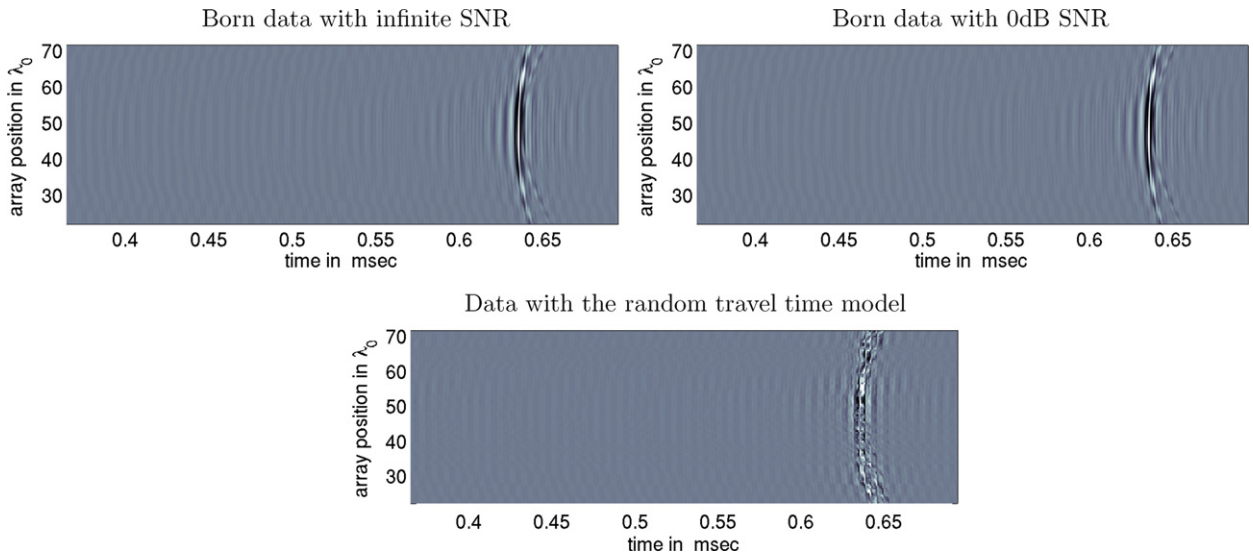 Born data with infinite SNR
array position in λ0
70
60
50
40
30
0.4 0.45 0.5 0.55 0.6 0.65
time in msec
Born data with 0dB SNR
array position in λ0
70
60
50
40
30
0.4 0.45 0.5 0.55 0.6 0.65
time in msec
Data with the random travel time model
array position in λ0
70
60
50
40
30
0.4 0.45 0.5 0.55 0.6 0.65
time in msec